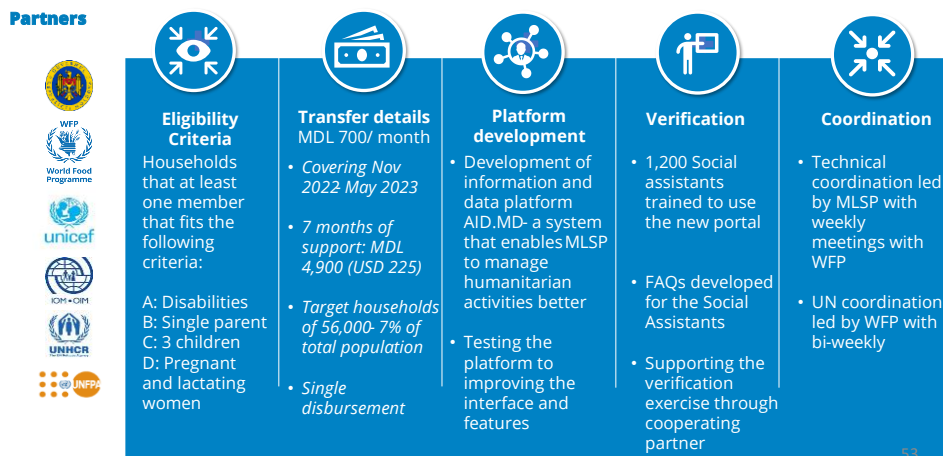 Partners
WFP
World Food
Programme
unicef
IOM • OIM
UNHCR
UNFPA
Eligibility
Criteria
Households
that at least
one member
that fits the
following
criteria:
A: Disabilities
B: Single parent
C: 3 children
D: Pregnant
and lactating
women
Transfer details
MDL 700/ month
• Covering Nov
2022- May 2023
• 7 months of
support: MDL
4,900 (USD 225)
• Target households
of 56,000- 7% of
total population
• Single
disbursement
Platform
development
• Development of
information and
data platform
AID.MD- a system
that enables MLSP
to manage
humanitarian
activities better
• Testing the
platform to
improving the
interface and
features
Verification
• 1,200 Social
assistants
trained to use
the new portal
• FAQs developed
for the Social
Assistants
• Supporting the
verification
exercise through
cooperating
partner
Coordination
• Technical
coordination led
by MLSP with
weekly
meetings with
WFP
• UN coordination
led by WFP with
bi-weekly
53